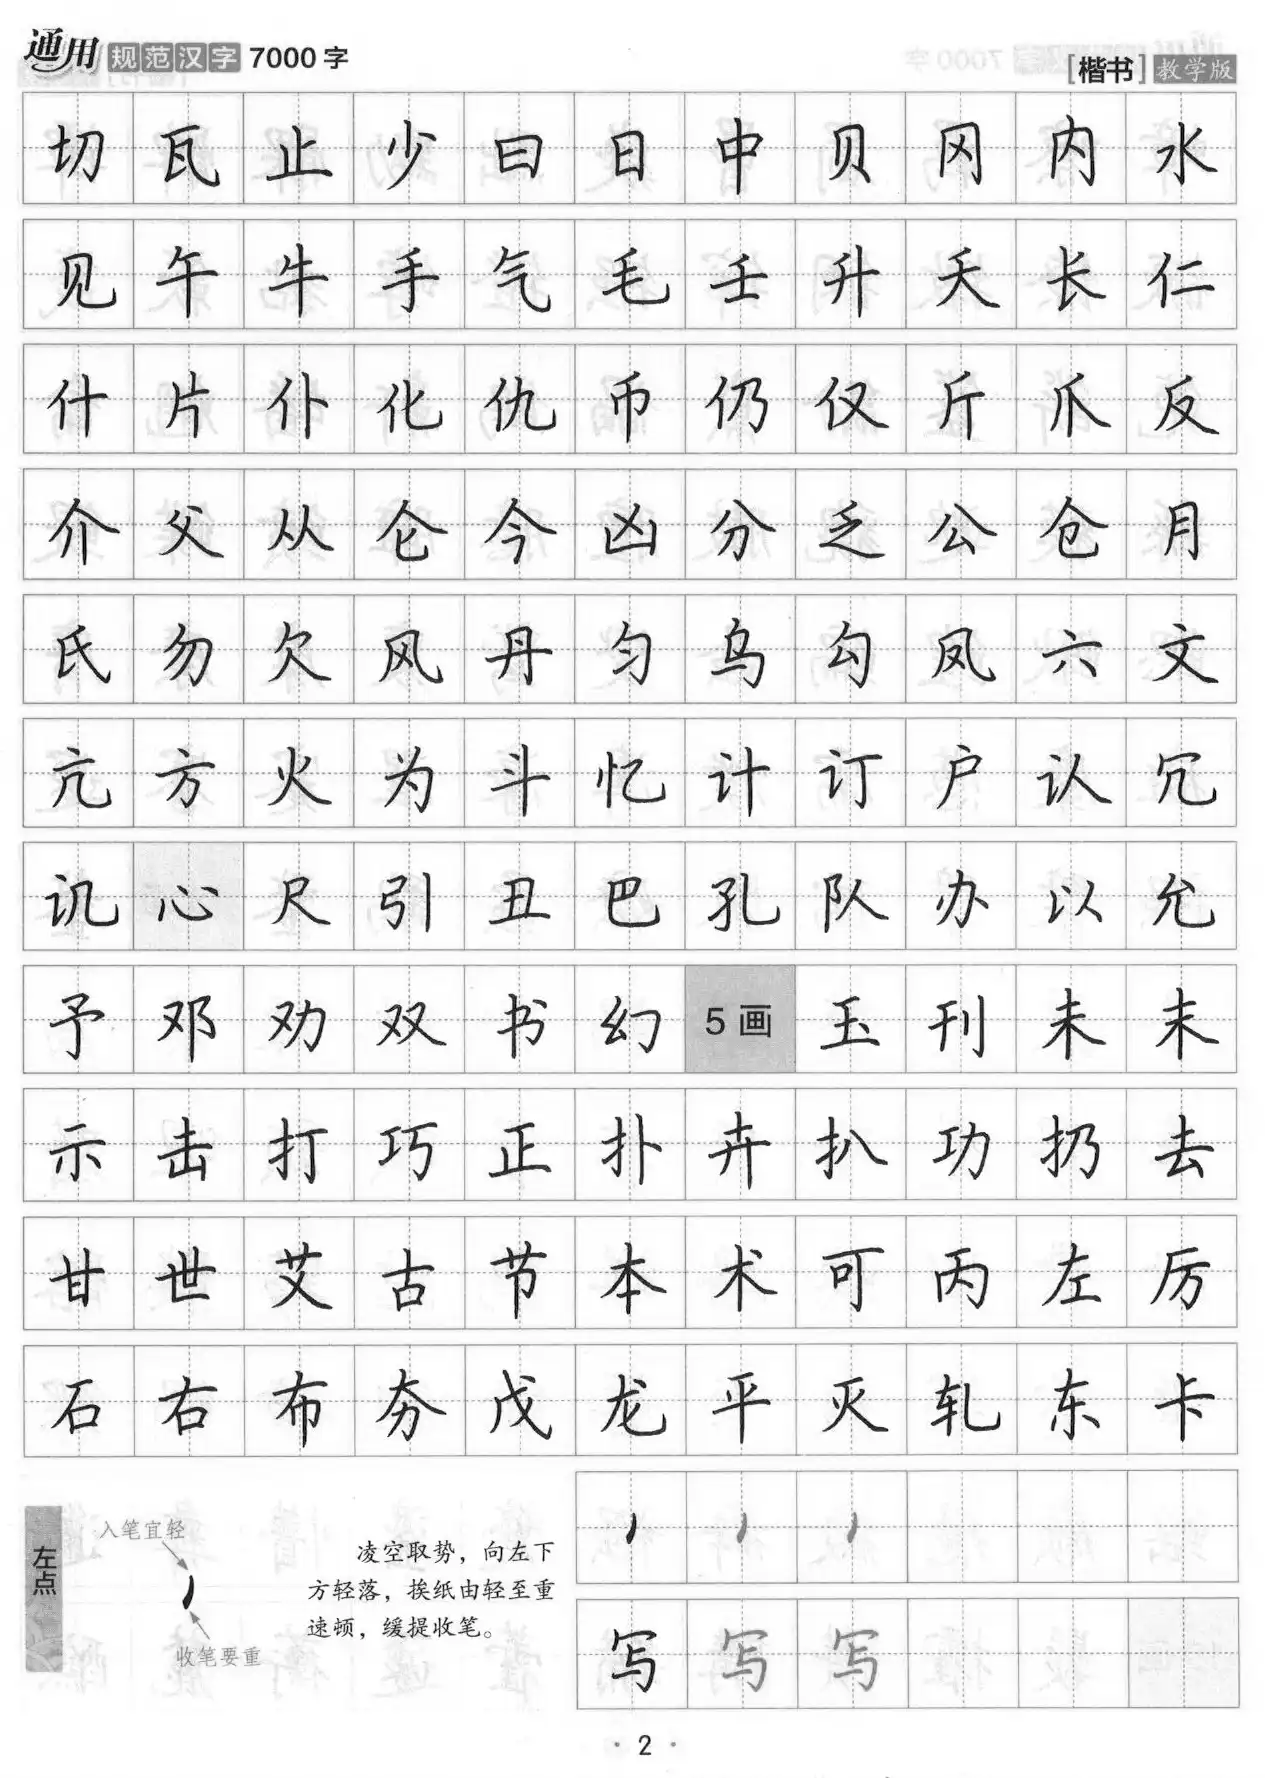 通用规范汉字7000字
[楷书]教学版
切瓦止少曰日中贝冈内水
见午牛手气毛壬升夭长仁
什片仆化仇币仍仅斤爪反
介父从仑今凶分乏公仓月
氏勿欠风丹匀乌勾凤六文
亢方火为斗忆计订户认冗
讥心尺引丑巴孔队办以允
予邓劝双书幻5画玉刊未末
示击打巧正扑卉扒功扔去
甘世艾古节本术可丙左厉
石右布夯戊龙平灭轧东卡
左点
入笔宜轻
收笔要重
凌空取势，向左下
方轻落，挨纸由轻至重
速顿，缓提收笔。
写写写
·2·